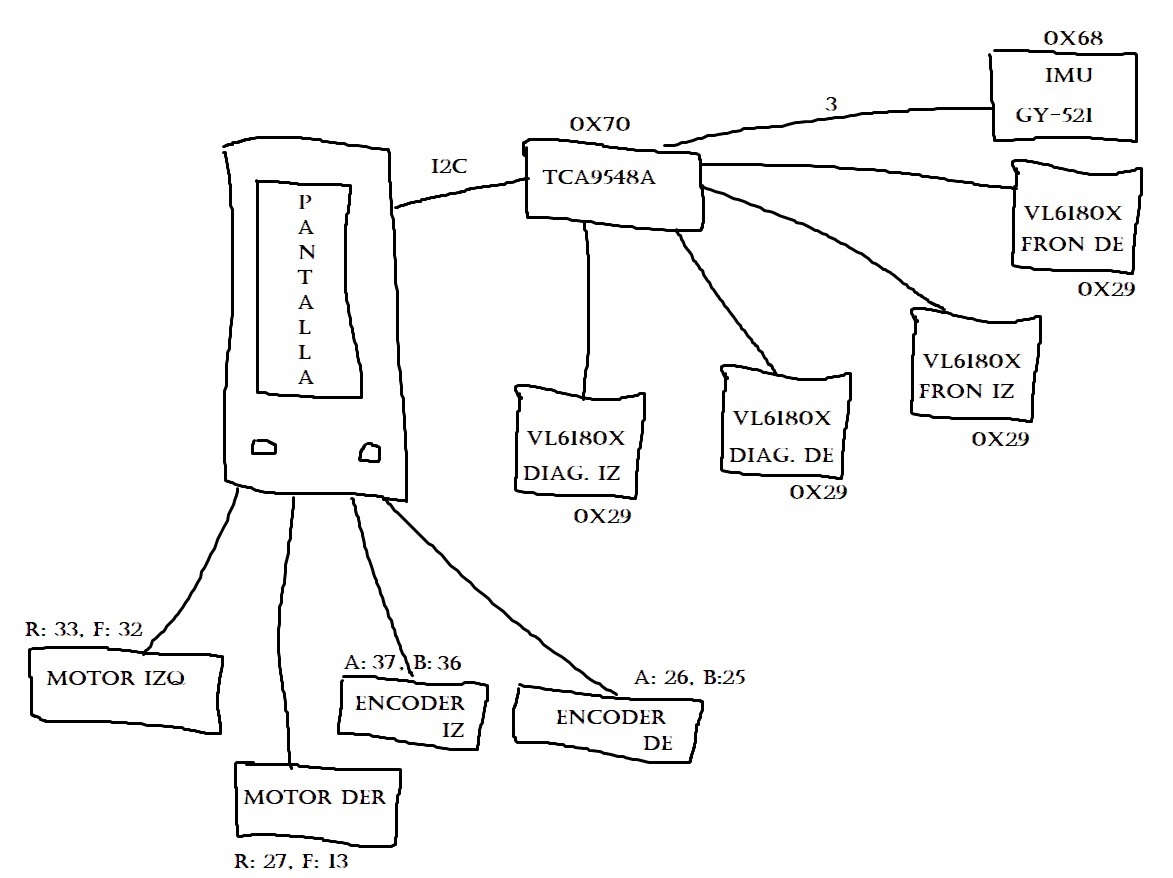 0X68
IMU
GY-521
3
0X70
TCA9548A
I2C
PANTALLA
VL6180X
FRON DE
0X29
VL6180X
FRON IZ
0X29
VL6180X
DIAG. DE
0X29
VL6180X
DIAG. IZ
0X29
R: 33, F: 32
MOTOR IZQ
A: 37, B: 36
ENCODER
IZ
A: 26, B:25
ENCODER
DE
MOTOR DER
R: 27, F: 13